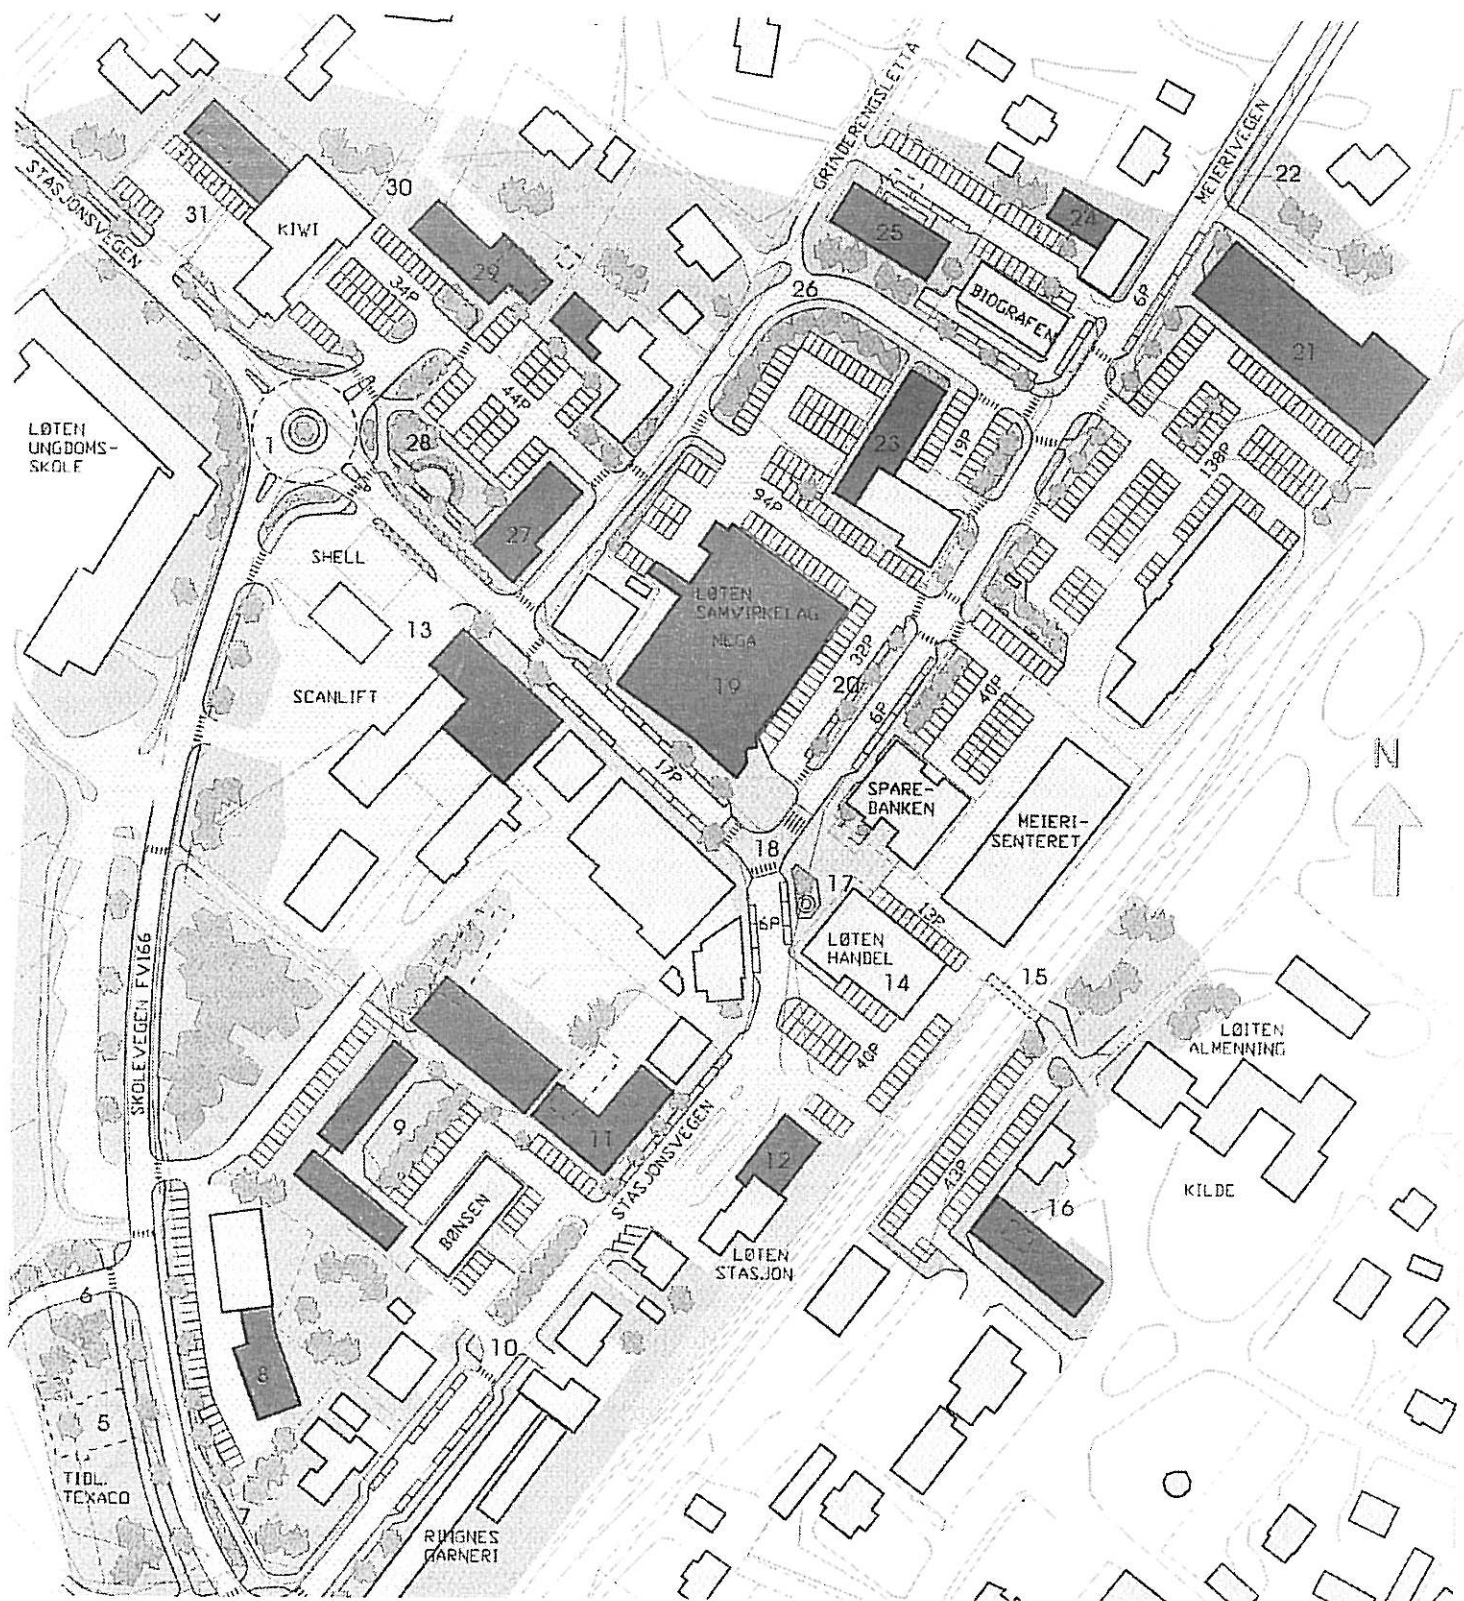 GRINDERENGSLETTA
MEIERIVEGEN
22
STASJONSVEGEN
30
31
KIWI
24
25
29
34P
26
BIOGRAFEN
6P
21
LØTEN
UNGDOMS-
SKOLE
1
44P
28
23
19P
138P
94P
27
SHELL
LØTEN
SAMVIRKELAG
MEGA
19
13
32P
20
6P
40P
SCANLIFT
17P
SPARE-
BANKEN
MEIERI-
SENTERET
N
18
17
6P
13P
LØTEN
HANDEL
14
15
SKOLEVEGEN FV166
LØITEN
ALMENNING
40P
9
11
12
STASJONSVEGEN
43P
KILDE
16
BØNSEN
LØTEN
STASJON
6
10
8
5
TIDL.
TEXACO
7
RINGNES
GARNERI